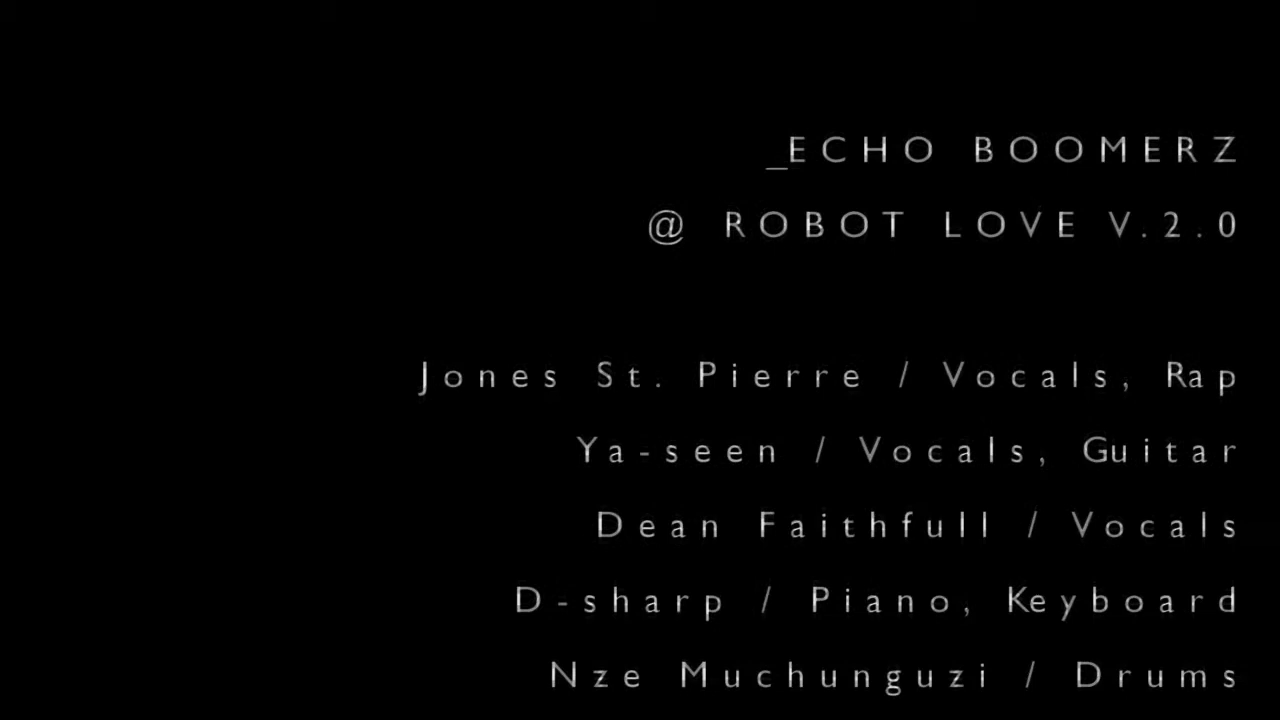 _ECHO BOOMERZ
@ ROBOT LOVE V.2.0
Jones St. Pierre / Vocals, Rap
Ya-seen / Vocals, Guitar
Dean Faithfull / Vocals
D-sharp / Piano, Keyboard
Nze Muchunguzi / Drums